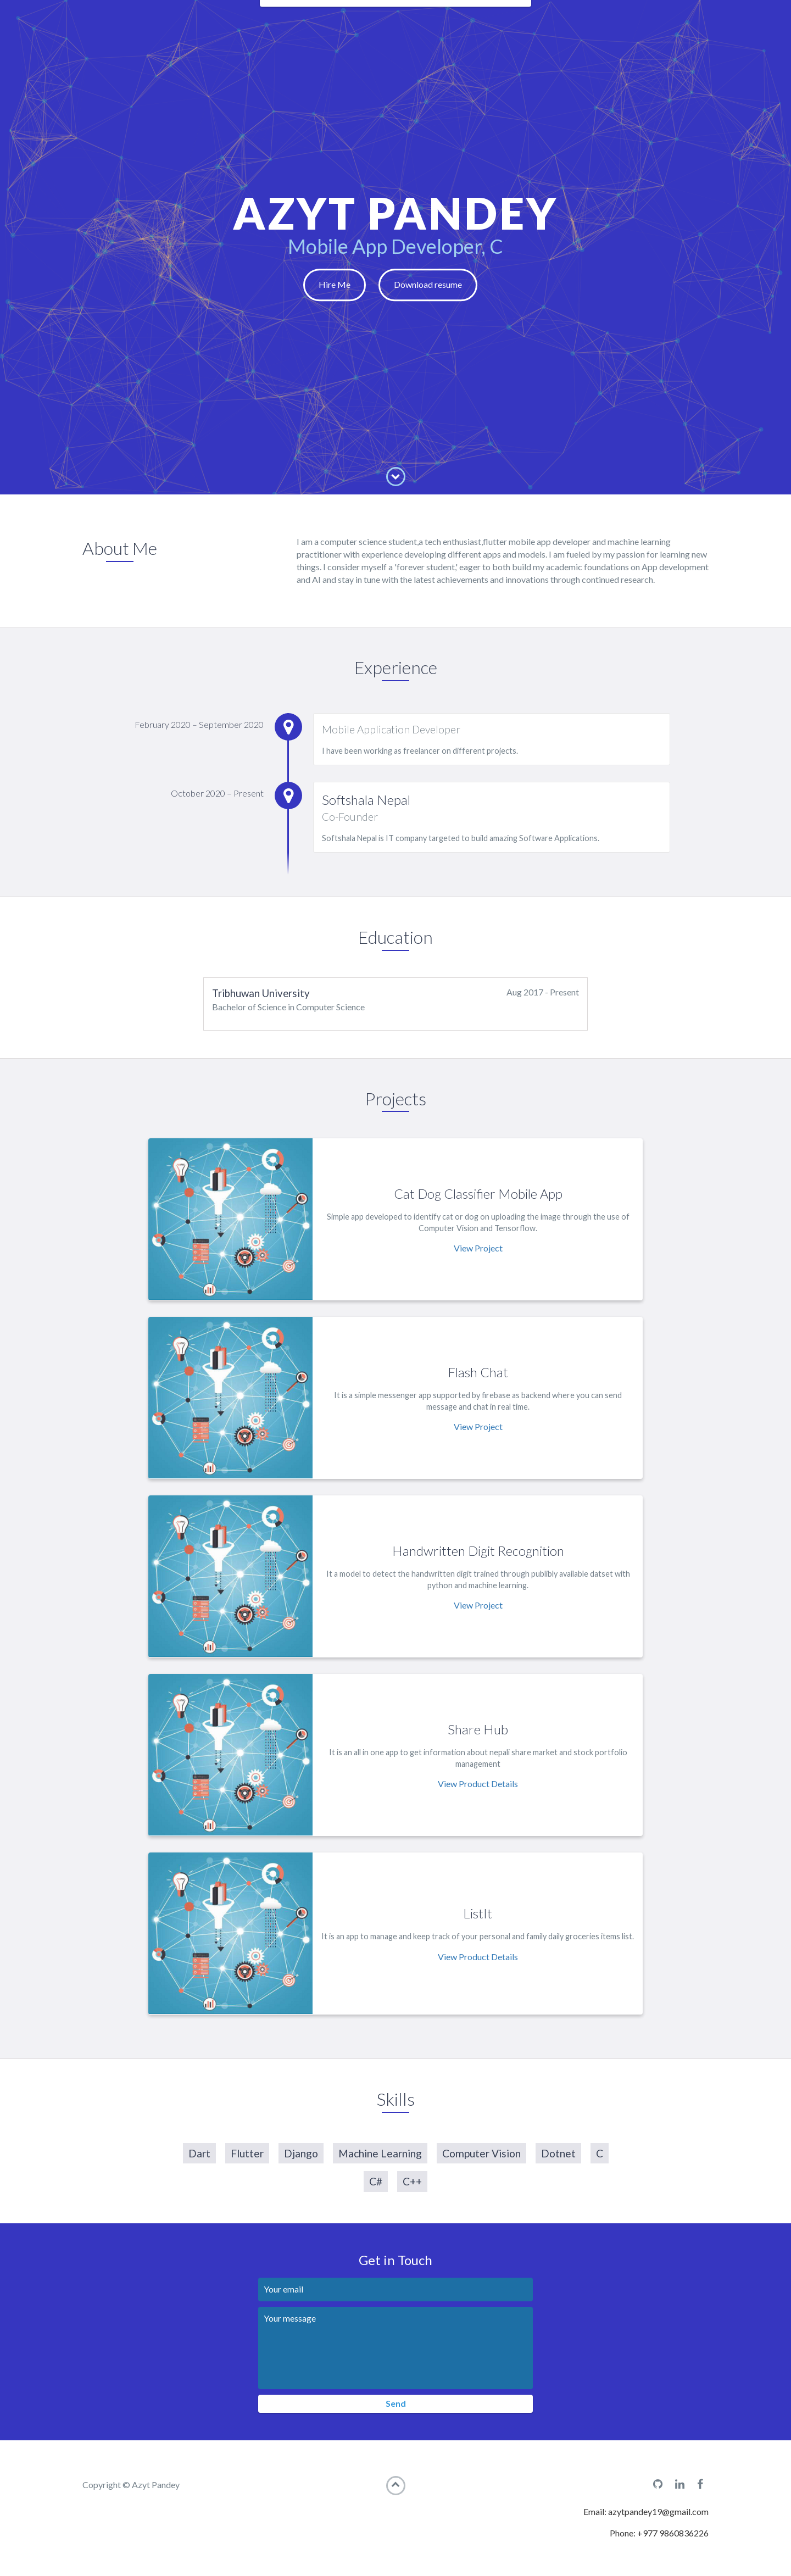 AZYT PANDEY
Mobile App Developer, C
Hire Me
Download resume
About Me
I am a computer science student,a tech enthusiast,flutter mobile app developer and machine learning
practitioner with experience developing different apps and models. I am fueled by my passion for learning new
things. I consider myself a 'forever student,' eager to both build my academic foundations on App development
and AI and stay in tune with the latest achievements and innovations through continued research.
Experience
February 2020 – September 2020
Mobile Application Developer
I have been working as freelancer on different projects.
October 2020 – Present
Softshala Nepal
Co-Founder
Softshala Nepal is IT company targeted to build amazing Software Applications.
Education
Tribhuwan University
Aug 2017 - Present
Bachelor of Science in Computer Science
Projects
Cat Dog Classifier Mobile App
Simple app developed to identify cat or dog on uploading the image through the use of
Computer Vision and Tensorflow.
View Project
Flash Chat
It is a simple messenger app supported by firebase as backend where you can send
message and chat in real time.
View Project
Handwritten Digit Recognition
It a model to detect the handwritten digit trained through publibly available datset with
python and machine learning.
View Project
Share Hub
It is an all in one app to get information about nepali share market and stock portfolio
management
View Product Details
ListIt
It is an app to manage and keep track of your personal and family daily groceries items list.
View Product Details
Skills
Dart Flutter Django Machine Learning Computer Vision Dotnet C
C# C++
Get in Touch
Your email
Your message
Send
Copyright © Azyt Pandey
Email: azytpandey19@gmail.com
Phone: +977 9860836226